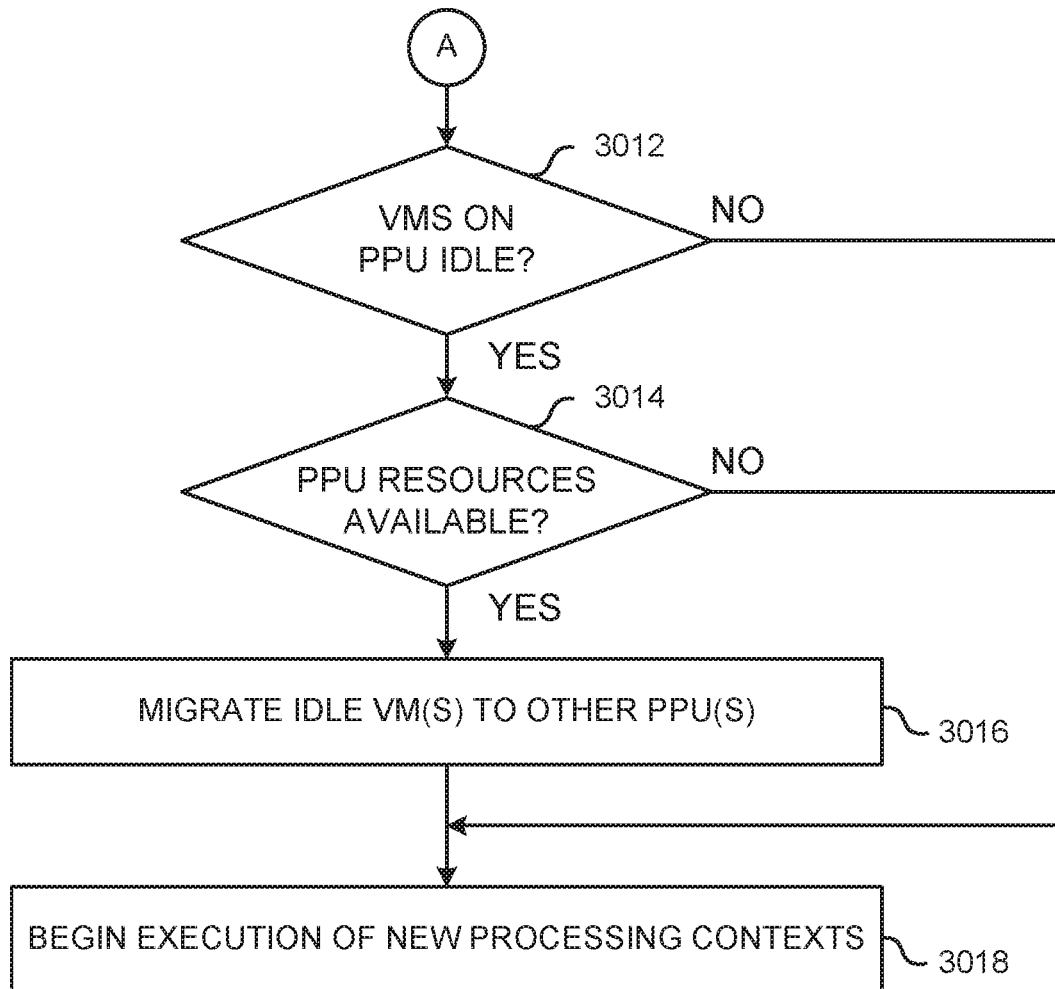 A
3012
VMS ON
PPU IDLE?
NO
YES
3014
PPU RESOURCES
AVAILABLE?
NO
YES
MIGRATE IDLE VM(S) TO OTHER PPU(S)
3016
BEGIN EXECUTION OF NEW PROCESSING CONTEXTS
3018